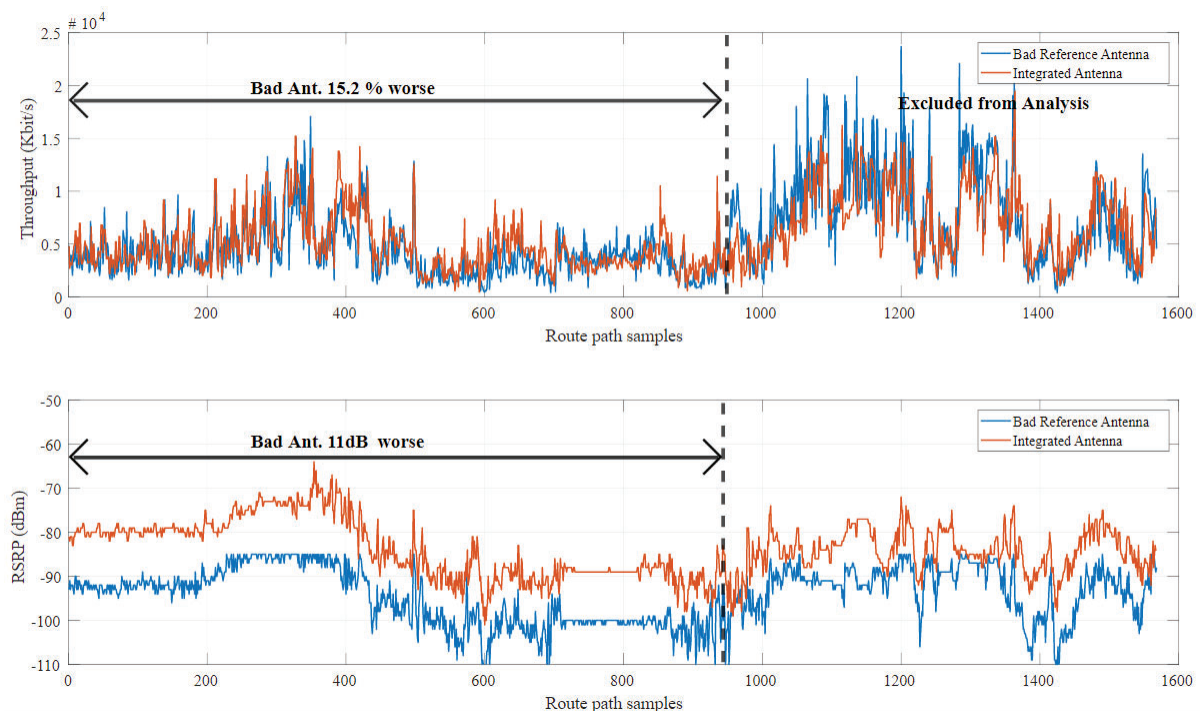 # 10^4
2.5
2
1.5
1
0.5
0
Throughput (Kbit/s)
Bad Ant. 15.2 % worse
Bad Reference Antenna
Integrated Antenna
Excluded from Analysis
0 200 400 600 800 1000 1200 1400 1600
Route path samples
-50
-60
-70
-80
-90
-100
-110
RSRP (dBm)
Bad Ant. 11dB worse
Bad Reference Antenna
Integrated Antenna
0 200 400 600 800 1000 1200 1400 1600
Route path samples